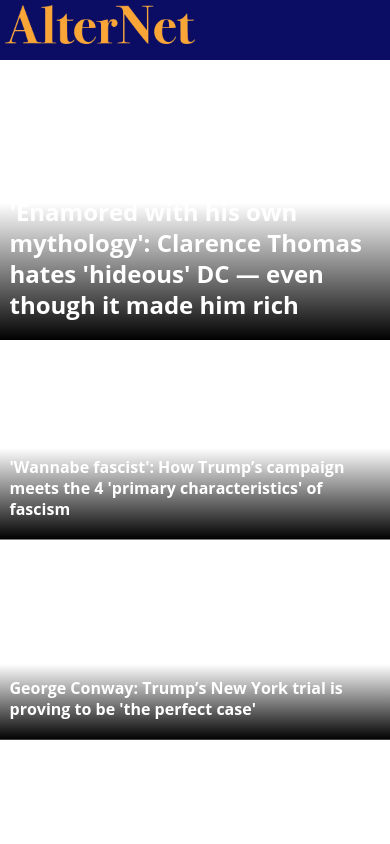 AlterNet
'Enamored with his own
mythology': Clarence Thomas
hates 'hideous' DC — even
though it made him rich
'Wannabe fascist': How Trump’s campaign
meets the 4 'primary characteristics' of
fascism
George Conway: Trump’s New York trial is
proving to be 'the perfect case'